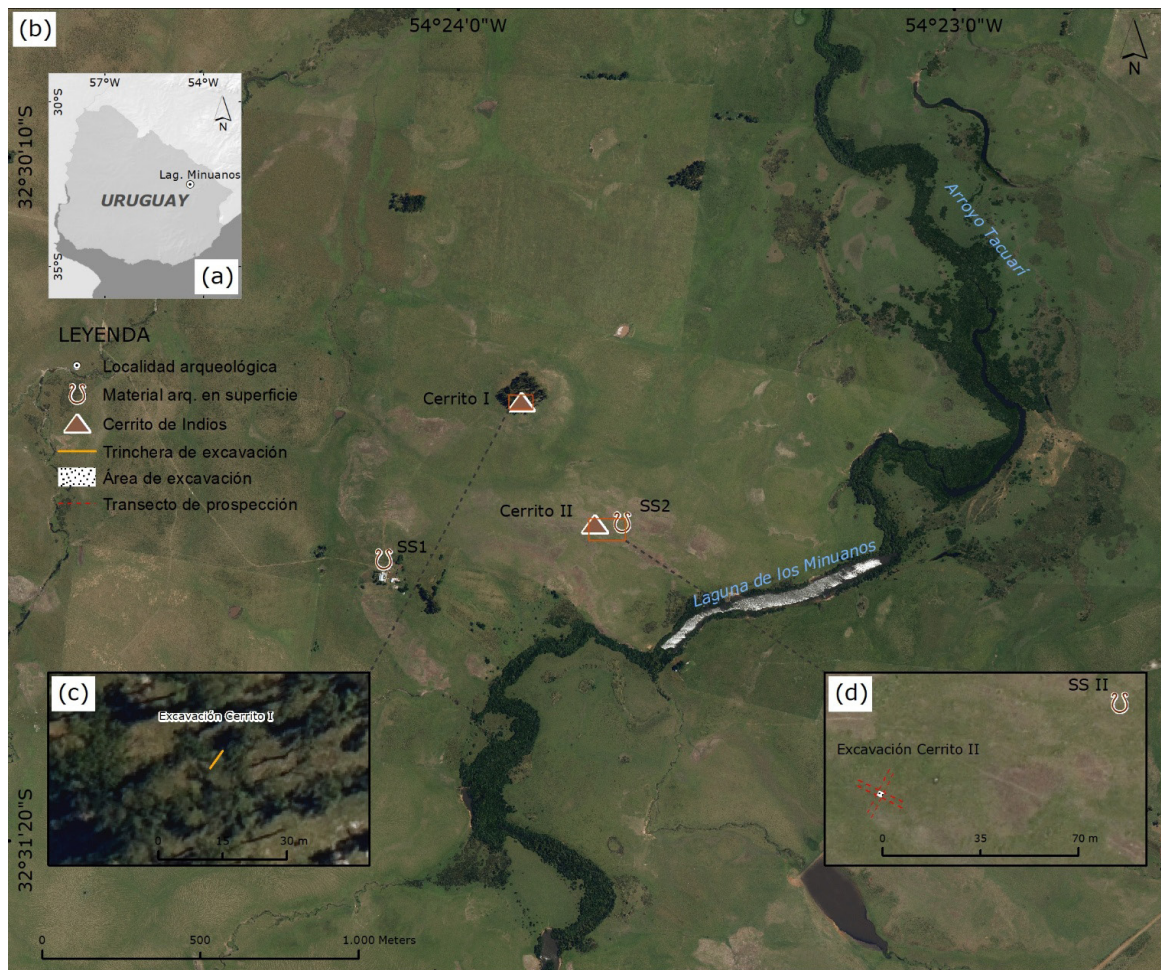 (b)
54°24'0"W
54°23'0"W
N
57°W
54°W
30°S
N
Lag. Minuanos
URUGUAY
35°S
(a)
32°30'10"S
Arroyo Tacuarí
LEYENDA
Localidad arqueológica
Material arq. en superficie
Cerrito de Indios
Trinchera de excavación
Área de excavación
Transecto de prospección
Cerrito I
Cerrito II
SS2
SS1
Laguna de los Minuanos
(c)
Excavación Cerrito I
0 15 30 m
(d)
SS II
Excavación Cerrito II
0 35 70 m
32°31'20"S
0 500 1.000 Meters